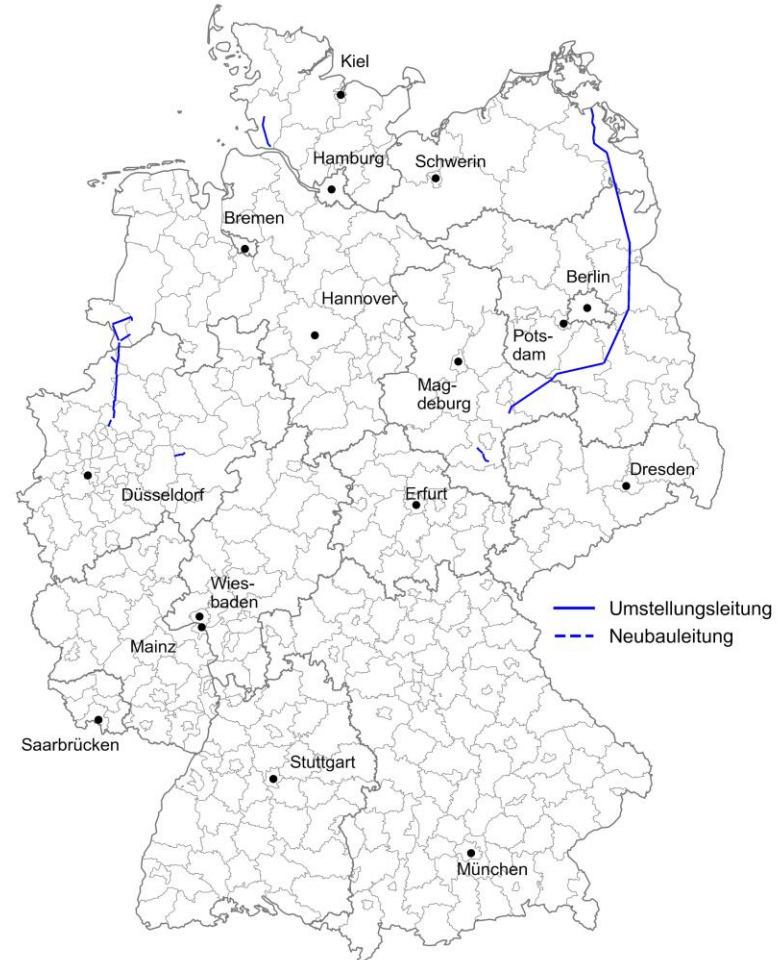 Kiel
Hamburg
Schwerin
Bremen
Berlin
Hannover
Pots-
dam
Mag-
deburg
Düsseldorf
Dresden
Erfurt
Wies-
baden
Umstellungsleitung
Neubauleitung
Mainz
Saarbrücken
Stuttgart
München